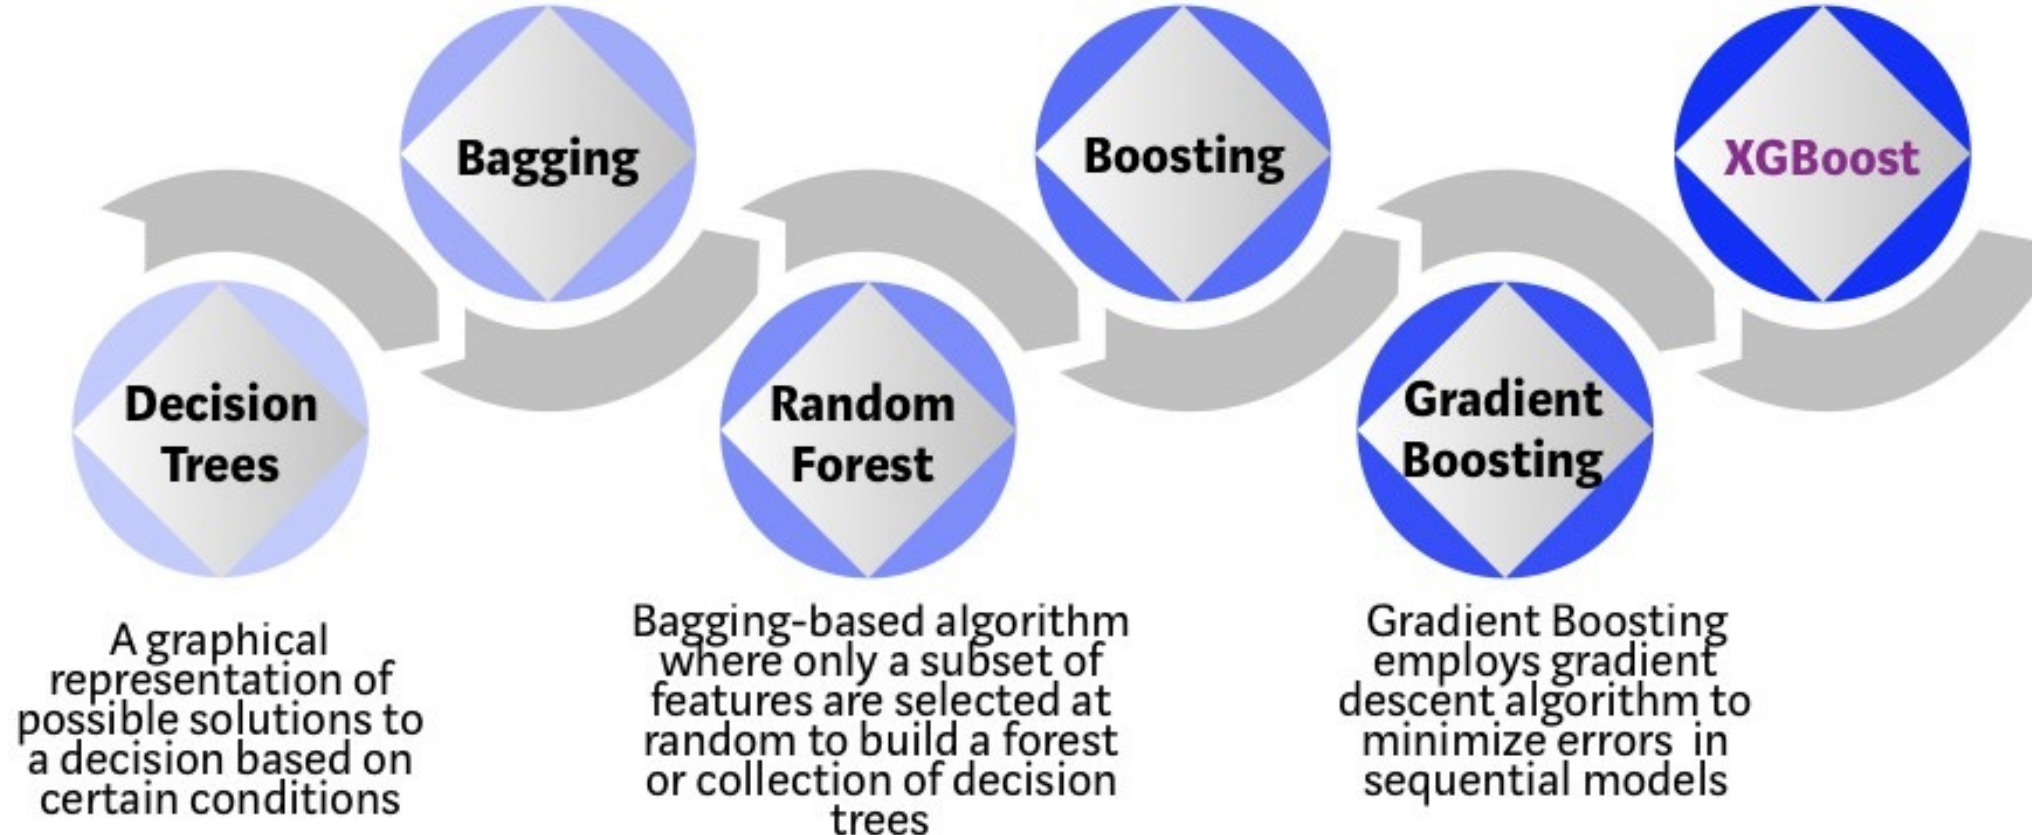 Bagging
Boosting
XGBoost
Decision
Trees
Random
Forest
Gradient
Boosting
A graphical
representation of
possible solutions to
a decision based on
certain conditions
Bagging-based algorithm
where only a subset of
features are selected at
random to build a forest
or collection of decision
trees
Gradient Boosting
employs gradient
descent algorithm to
minimize errors in
sequential models